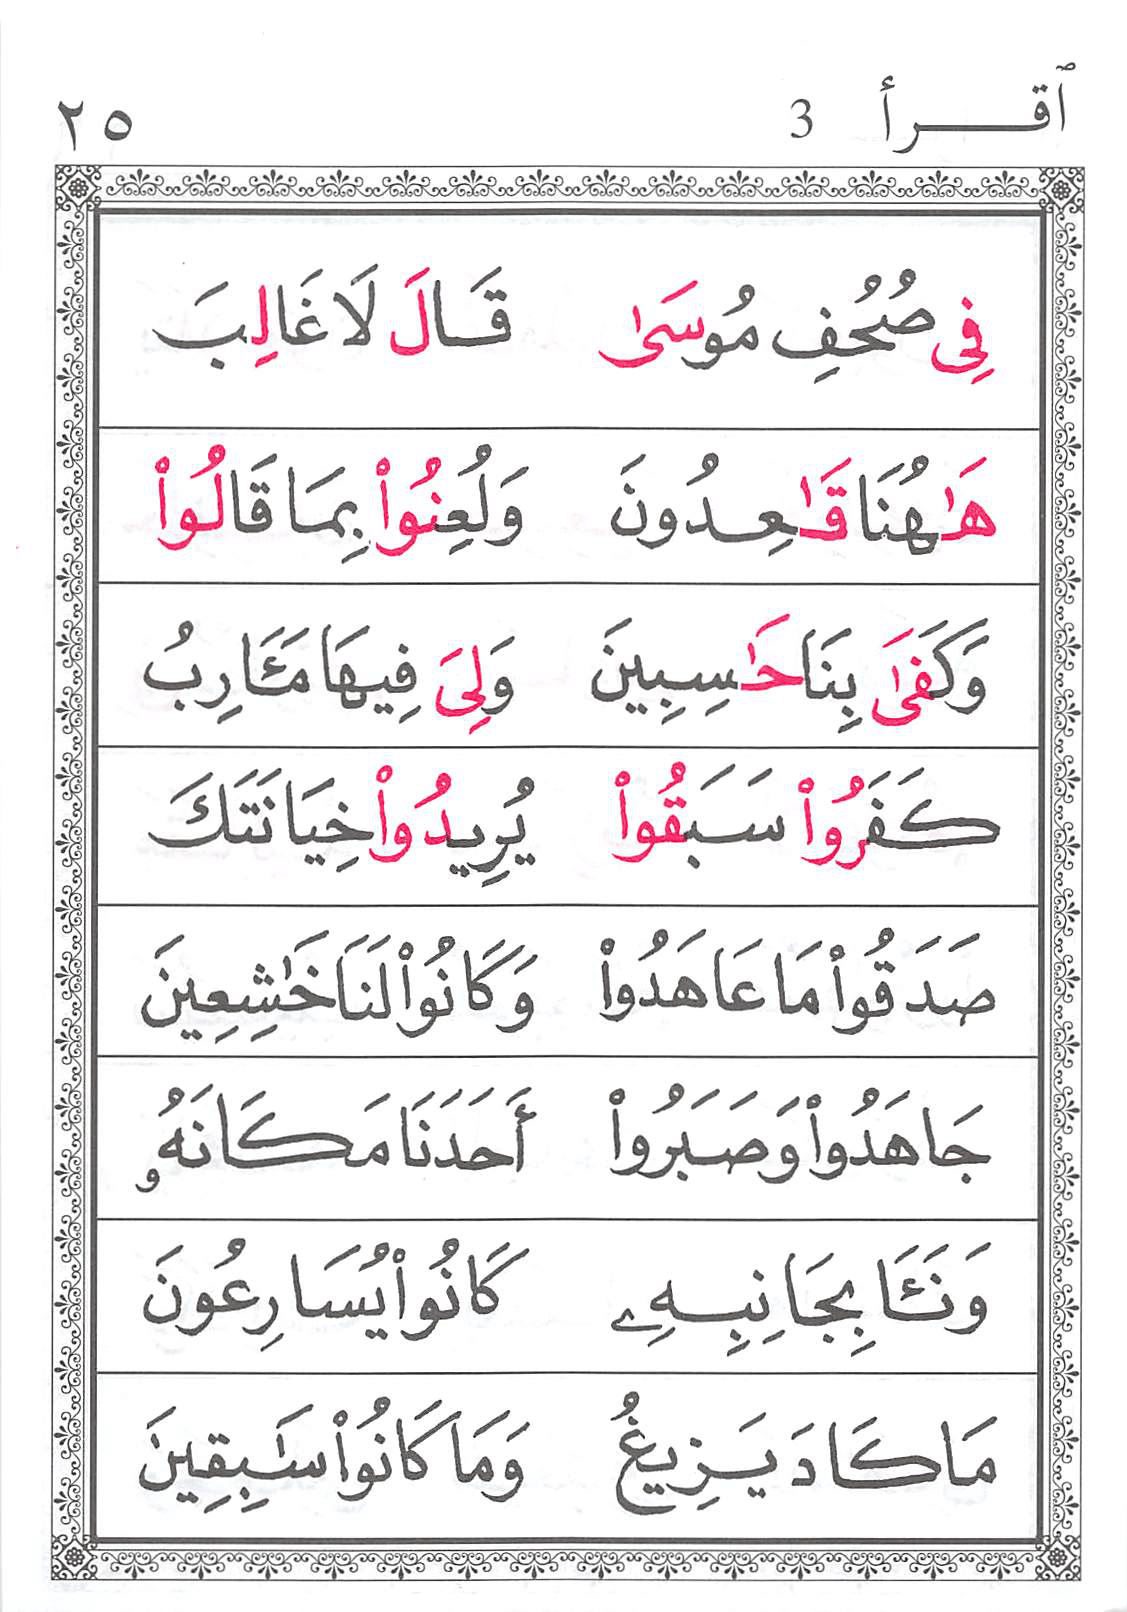 ٱقرأ 3 ٢٥
فِى صُحُفِ مُوسَىٰ قَالَ لَا غَالِبَ
هَٰهُنَا قَٰعِدُونَ وَلُعِنُوا۟ بِمَا قَالُوا۟
وَكَفَىٰ بِنَا حَٰسِبِينَ وَلِىَ فِيهَا مَـَٔارِبُ
كَفَرُوا۟ سَبَقُوا۟ يُرِيدُوا۟ خِيَانَتَكَ
صَدَقُوا۟ مَا عَاهَدُوا۟ وَكَانُوا۟ لَنَا خَٰشِعِينَ
جَاهَدُوا۟ وَصَبَرُوا۟ أَحَدَنَا مَكَانَهُۥ
وَنَـَٔا بِجَانِبِهِۦ كَانُوا۟ يُسَارِعُونَ
مَا كَادَ يَزِيغُ وَمَا كَانُوا۟ سَٰبِقِينَ